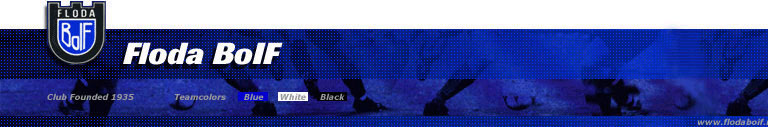 FLODA
BoIF
Floda BoIF
Club Founded 1935 Teamcolors Blue White Black
www.flodaboif.